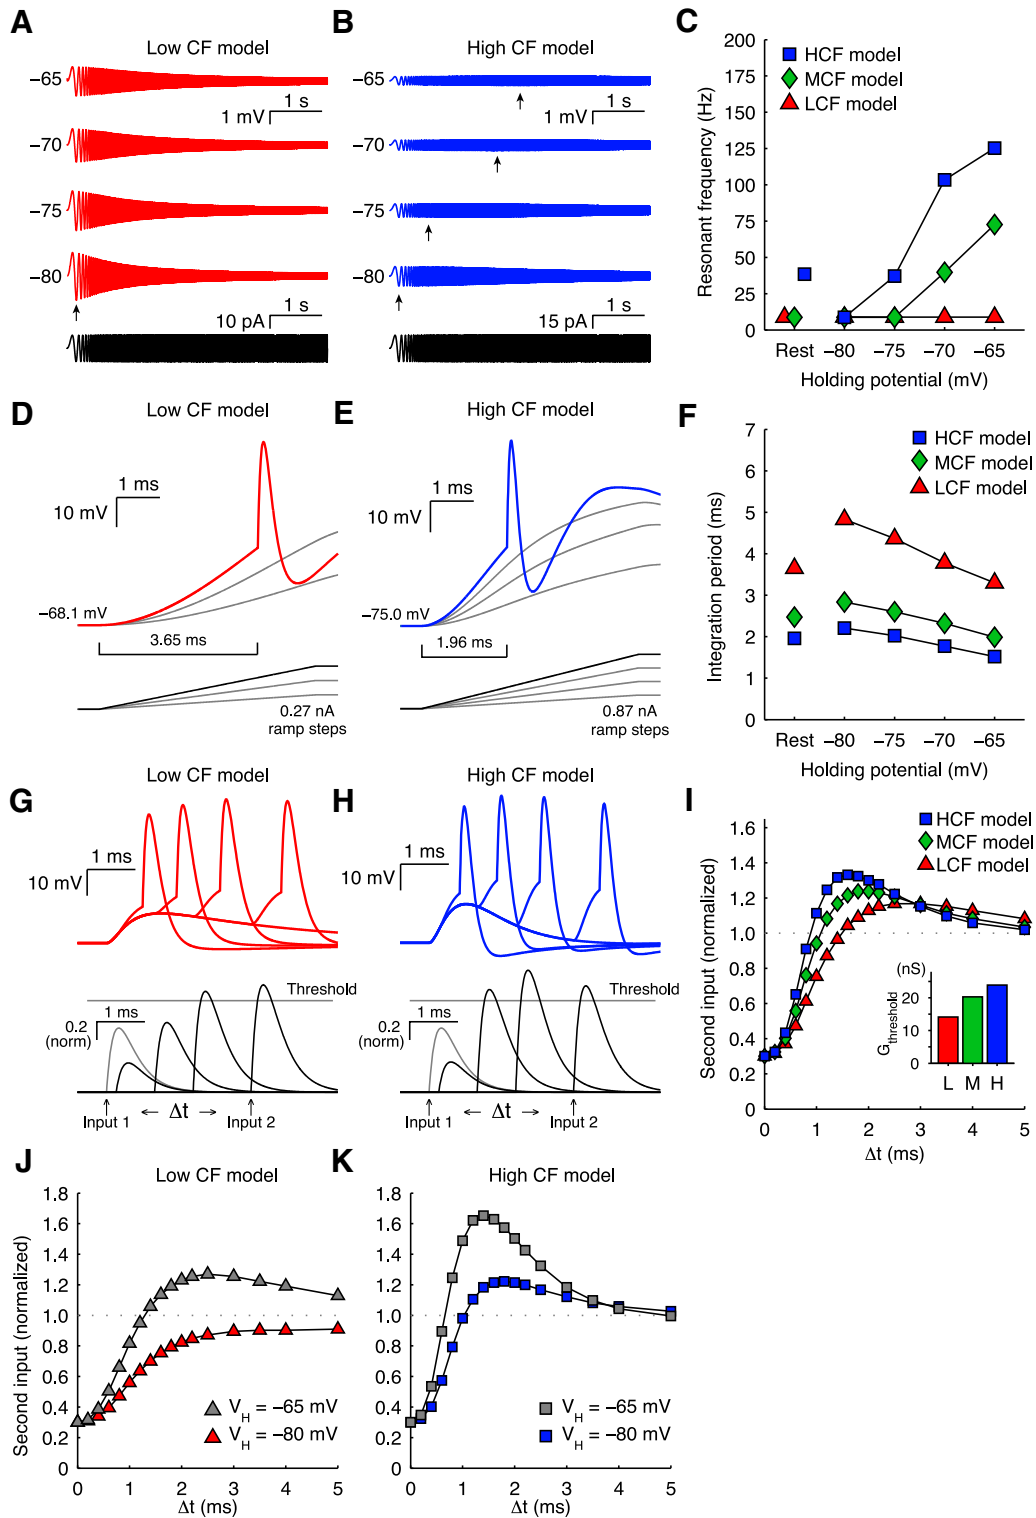 A
Low CF model
−65
1 s
1 mV
−70
−75
−80
1 s
10 pA
B
High CF model
−65
1 s
1 mV
−70
−75
−80
1 s
15 pA
C
200
175
150
125
100
75
50
25
0
Resonant frequency (Hz)
HCF model
MCF model
LCF model
Rest −80 −75 −70 −65
Holding potential (mV)
D
Low CF model
1 ms
10 mV
−68.1 mV
3.65 ms
0.27 nA
ramp steps
E
High CF model
1 ms
10 mV
−75.0 mV
1.96 ms
0.87 nA
ramp steps
F
7
6
5
4
3
2
1
0
Integration period (ms)
HCF model
MCF model
LCF model
Rest −80 −75 −70 −65
Holding potential (mV)
G
Low CF model
1 ms
10 mV
Threshold
1 ms
0.2
(norm)
Input 1
Δt
Input 2
H
High CF model
1 ms
10 mV
Threshold
1 ms
0.2
(norm)
Input 1
Δt
Input 2
I
1.6
1.4
1.2
1.0
0.8
0.6
0.4
0.2
0
Second input (normalized)
HCF model
MCF model
LCF model
(nS)
20
10
0
G threshold
L M H
0 1 2 3 4 5
Δt (ms)
J
Low CF model
1.8
1.6
1.4
1.2
1.0
0.8
0.6
0.4
0.2
0
Second input (normalized)
V H = −65 mV
V H = −80 mV
0 1 2 3 4 5
Δt (ms)
K
High CF model
1.8
1.6
1.4
1.2
1.0
0.8
0.6
0.4
0.2
0
V H = −65 mV
V H = −80 mV
0 1 2 3 4 5
Δt (ms)